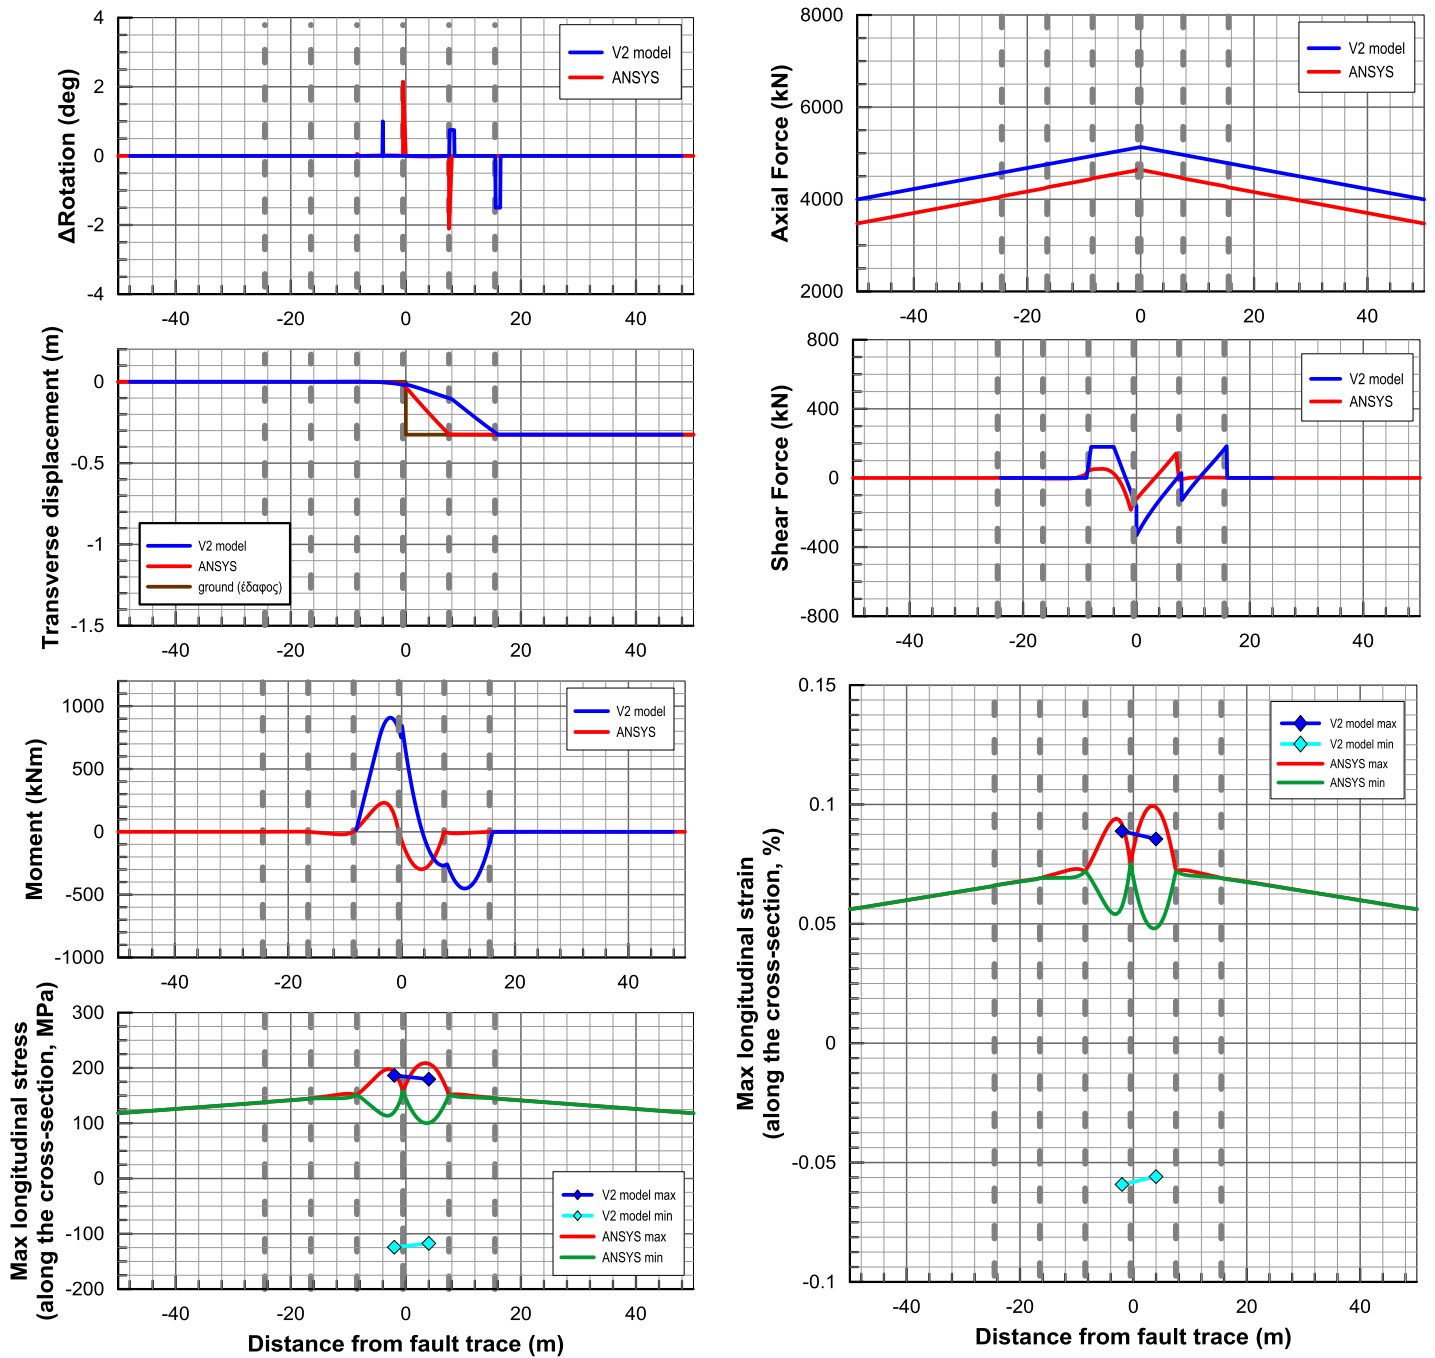 ΔRotation (deg)
4
2
0
-2
-4
-40
-20
0
20
40
V2 model
ANSYS
Axial Force (kN)
8000
6000
4000
2000
-40
-20
0
20
40
V2 model
ANSYS
Transverse displacement (m)
0
-0.5
-1
-1.5
-40
-20
0
20
40
V2 model
ANSYS
ground (έδαφος)
Shear Force (kN)
800
400
0
-400
-800
-40
-20
0
20
40
V2 model
ANSYS
Moment (kNm)
1000
500
0
-500
-1000
-40
-20
0
20
40
V2 model
ANSYS
Max longitudinal stress
(along the cross-section, MPa)
300
200
100
0
-100
-200
-40
-20
0
20
40
V2 model max
V2 model min
ANSYS max
ANSYS min
Distance from fault trace (m)
Max longitudinal strain
(along the cross-section, %)
0.15
0.1
0.05
0
-0.05
-0.1
-40
-20
0
20
40
V2 model max
V2 model min
ANSYS max
ANSYS min
Distance from fault trace (m)